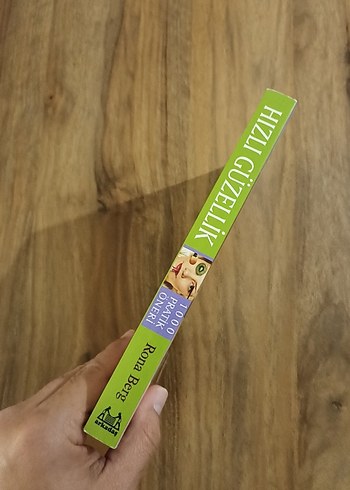 HIZLI GÜZELLİK
1000
PRATİK
ÖNERİ
Rona Berg
arkadaş